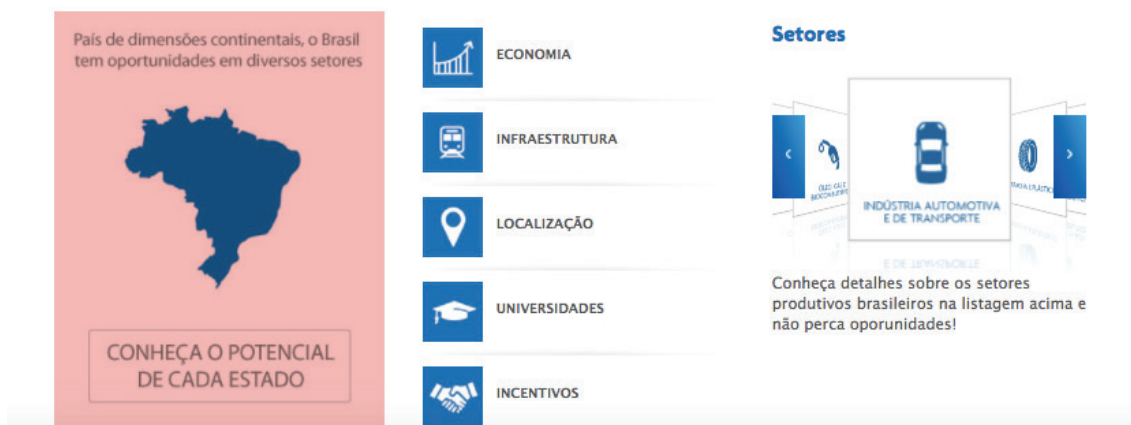 País de dimensões continentais, o Brasil
tem oportunidades em diversos setores
CONHEÇA O POTENCIAL
DE CADA ESTADO
ECONOMIA
INFRAESTRUTURA
LOCALIZAÇÃO
UNIVERSIDADES
INCENTIVOS
Setores
INDÚSTRIA AUTOMOTIVA
E DE TRANSPORTE
Conheça detalhes sobre os setores
produtivos brasileiros na listagem acima e
não perca oporunidades!